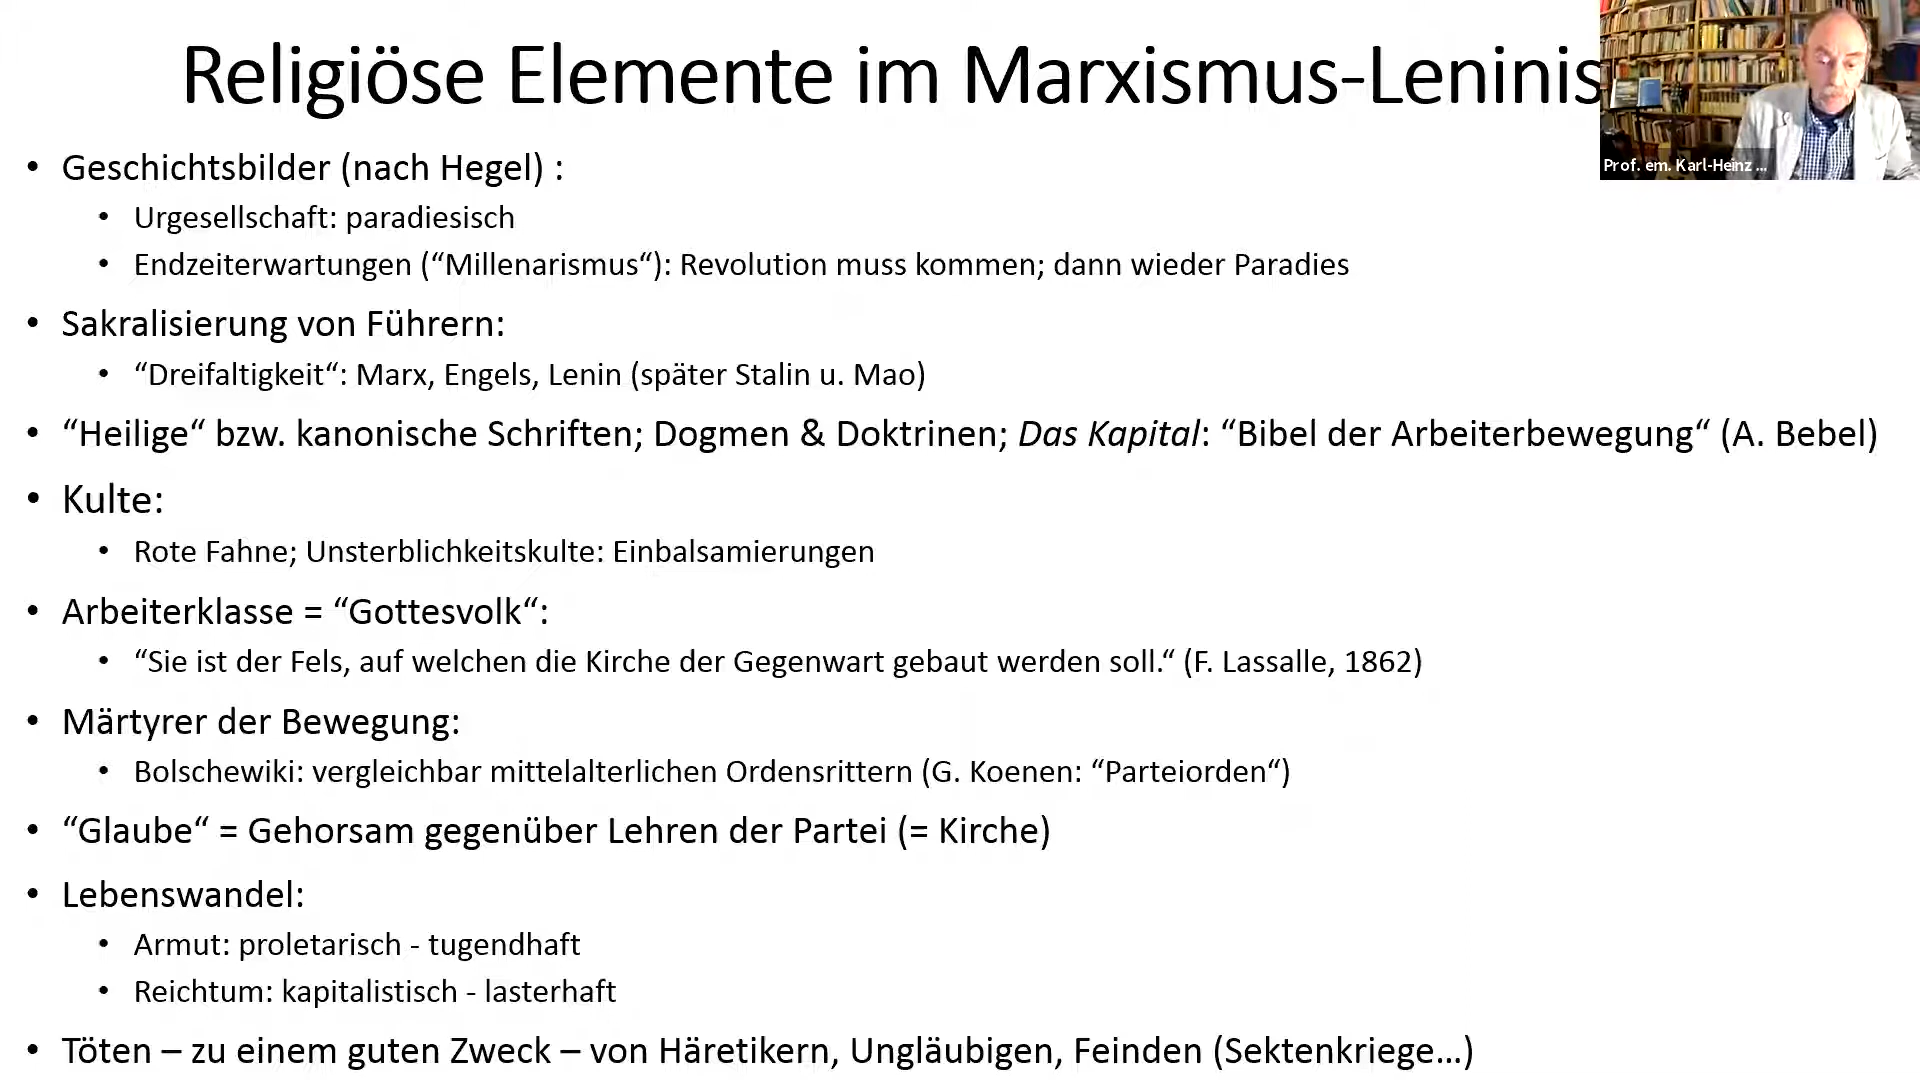 Religiöse Elemente im Marxismus-Leninis
Prof. em. Karl-Heinz ...
• Geschichtsbilder (nach Hegel) :
• Urgesellschaft: paradiesisch
• Endzeiterwartungen (“Millenarismus“): Revolution muss kommen; dann wieder Paradies
• Sakralisierung von Führern:
• “Dreifaltigkeit“: Marx, Engels, Lenin (später Stalin u. Mao)
• “Heilige“ bzw. kanonische Schriften; Dogmen & Doktrinen; Das Kapital: “Bibel der Arbeiterbewegung“ (A. Bebel)
• Kulte:
• Rote Fahne; Unsterblichkeitskulte: Einbalsamierungen
• Arbeiterklasse = “Gottesvolk“:
• “Sie ist der Fels, auf welchen die Kirche der Gegenwart gebaut werden soll.“ (F. Lassalle, 1862)
• Märtyrer der Bewegung:
• Bolschewiki: vergleichbar mittelalterlichen Ordensrittern (G. Koenen: “Parteiorden“)
• “Glaube“ = Gehorsam gegenüber Lehren der Partei (= Kirche)
• Lebenswandel:
• Armut: proletarisch - tugendhaft
• Reichtum: kapitalistisch - lasterhaft
• Töten – zu einem guten Zweck – von Häretikern, Ungläubigen, Feinden (Sektenkriege…)